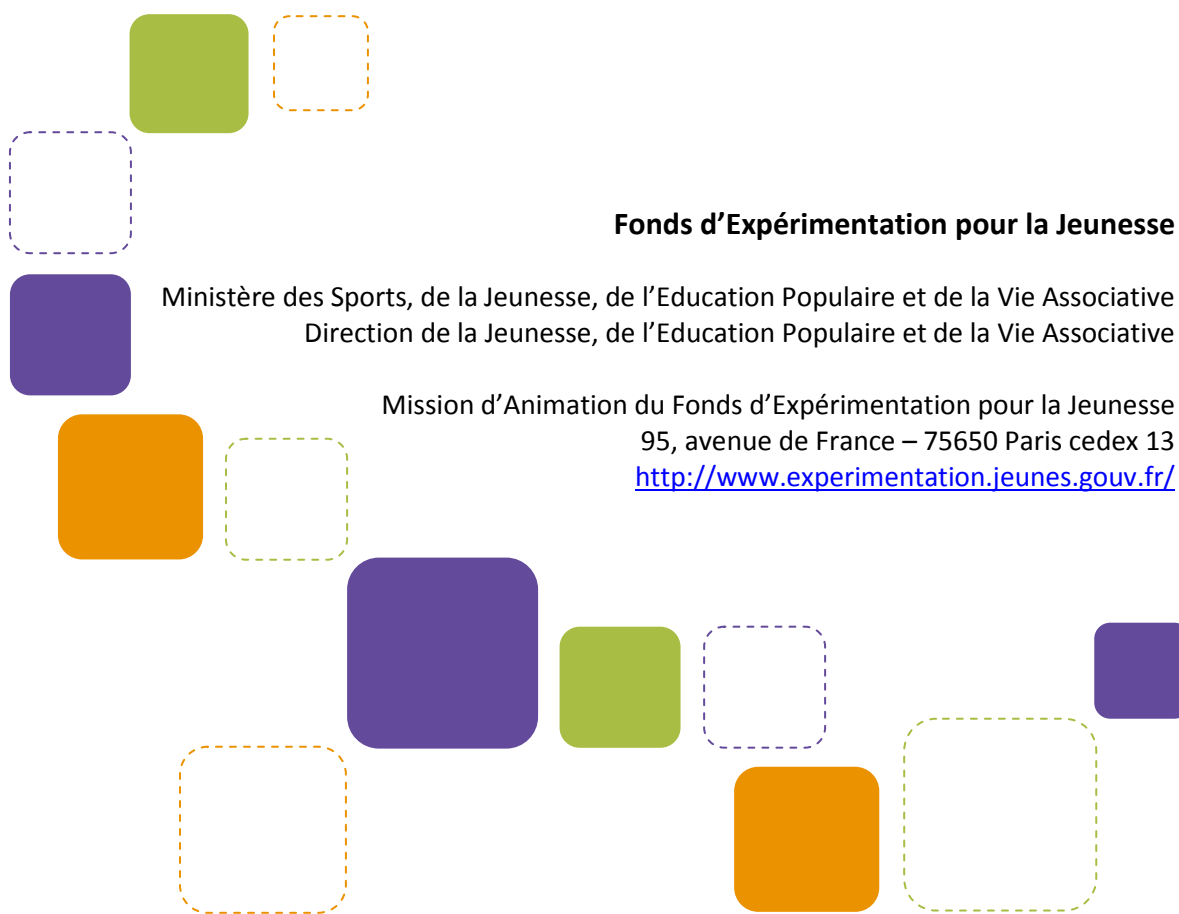 Fonds d’Expérimentation pour la Jeunesse
Ministère des Sports, de la Jeunesse, de l’Education Populaire et de la Vie Associative
Direction de la Jeunesse, de l’Education Populaire et de la Vie Associative
Mission d’Animation du Fonds d’Expérimentation pour la Jeunesse
95, avenue de France – 75650 Paris cedex 13
http://www.experimentation.jeunes.gouv.fr/